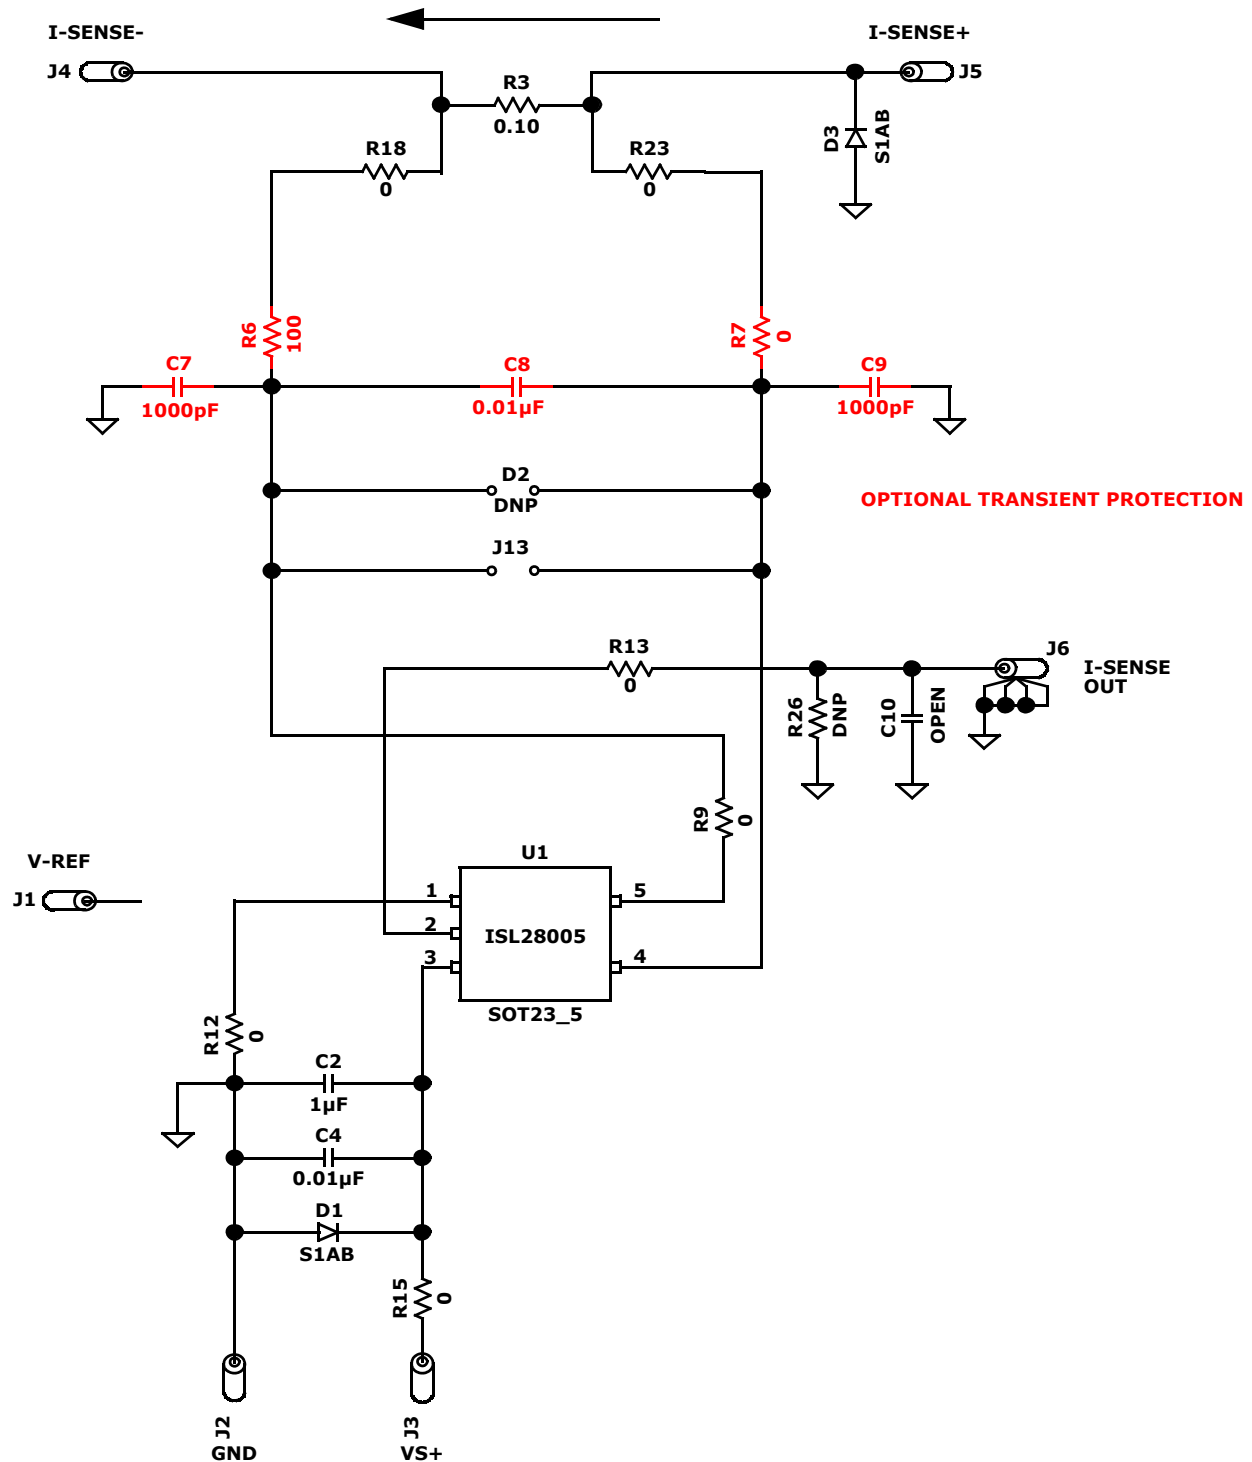 I-SENSE-
I-SENSE+
J4
J5
R3
0.10
D3
S1AB
R18
0
R23
0
R6
100
R7
0
C7
1000pF
C8
0.01µF
C9
1000pF
D2
DNP
OPTIONAL TRANSIENT PROTECTION
J13
R13
0
J6
I-SENSE
OUT
R26
DNP
C10
OPEN
R9
0
V-REF
J1
U1
1
5
2
ISL28005
3
4
SOT23_5
R12
0
C2
1µF
C4
0.01µF
D1
S1AB
R15
0
J2
GND
J3
VS+